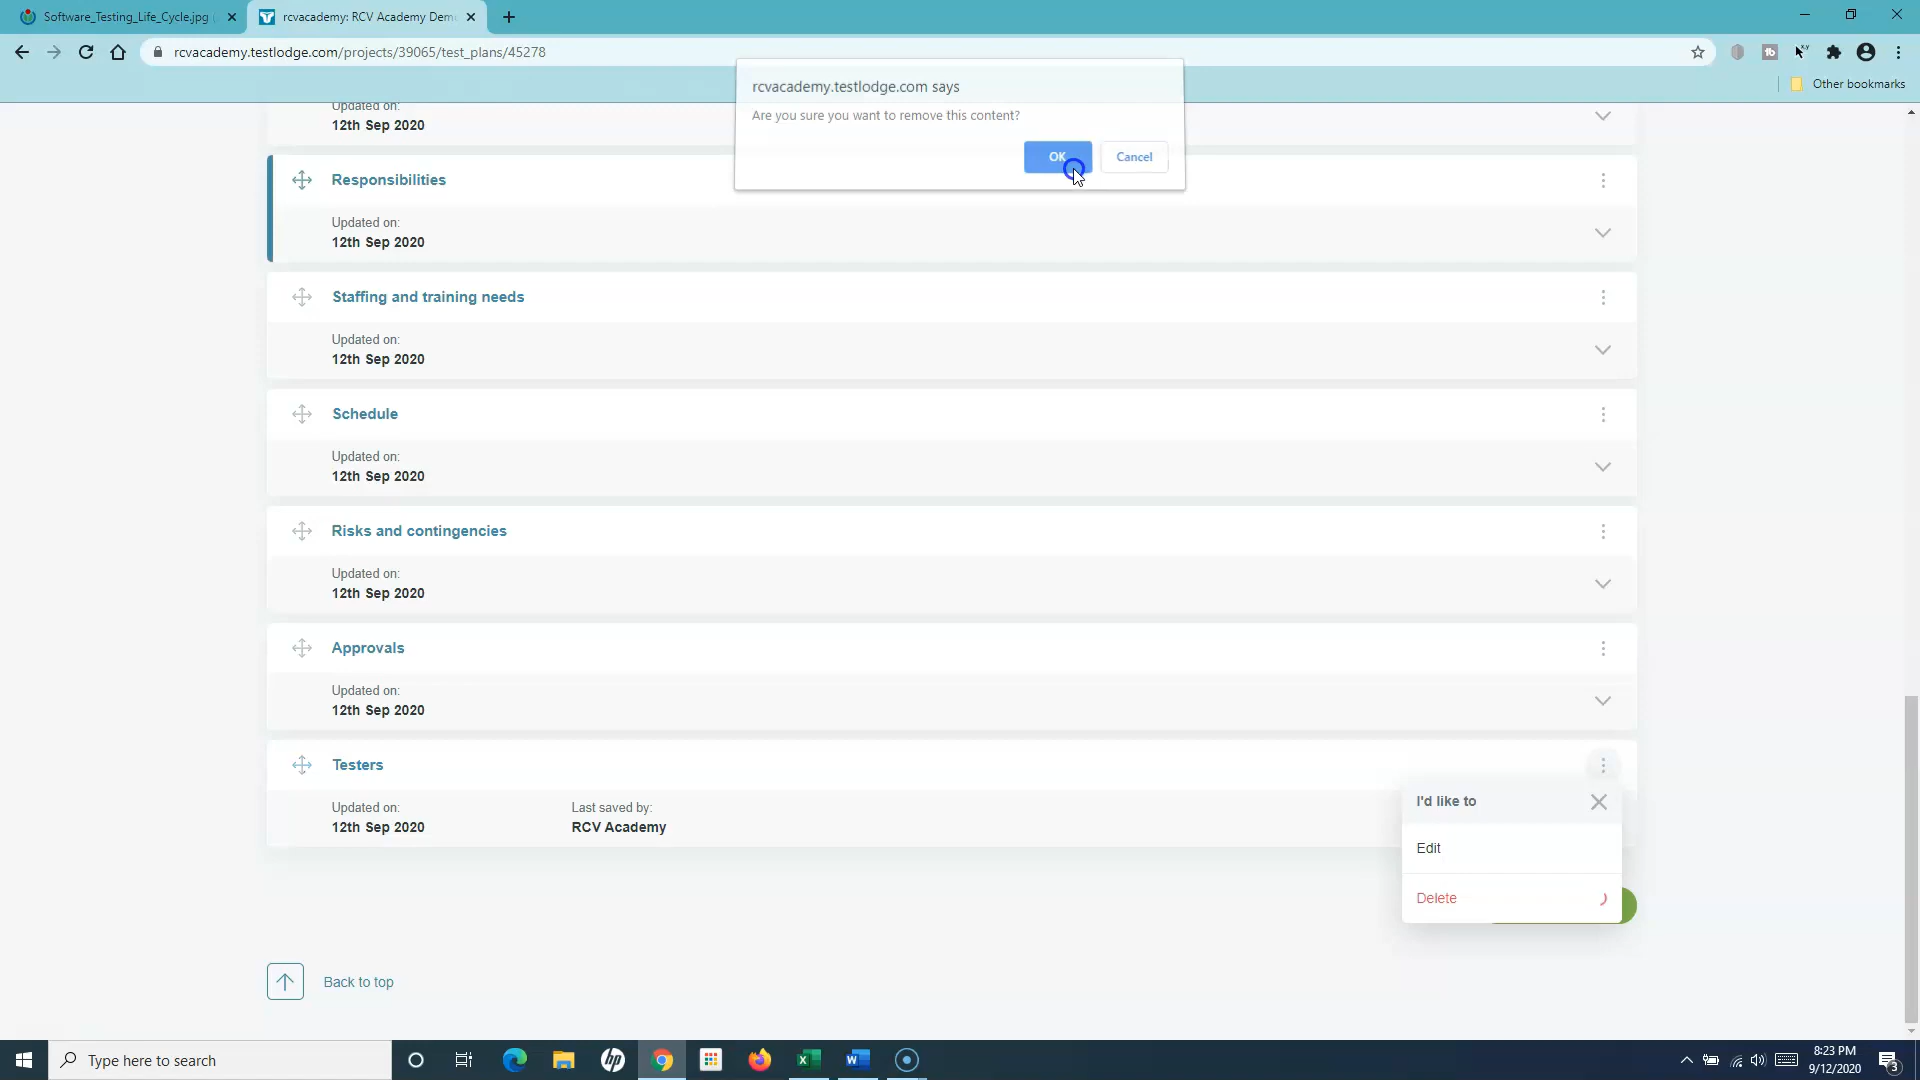 Software_Testing_Life_Cycle.jpg
rcvacademy: RCV Academy Dem
rcvacademy.testlodge.com/projects/39065/test_plans/45278
Other bookmarks
rcvacademy.testlodge.com says
Are you sure you want to remove this content?
OK
Cancel
Updated on:
12th Sep 2020
Responsibilities
Updated on:
12th Sep 2020
Staffing and training needs
Updated on:
12th Sep 2020
Schedule
Updated on:
12th Sep 2020
Risks and contingencies
Updated on:
12th Sep 2020
Approvals
Updated on:
12th Sep 2020
Testers
Updated on:
12th Sep 2020
Last saved by:
RCV Academy
I'd like to
Edit
Delete
Back to top
Type here to search
8:23 PM
9/12/2020
3